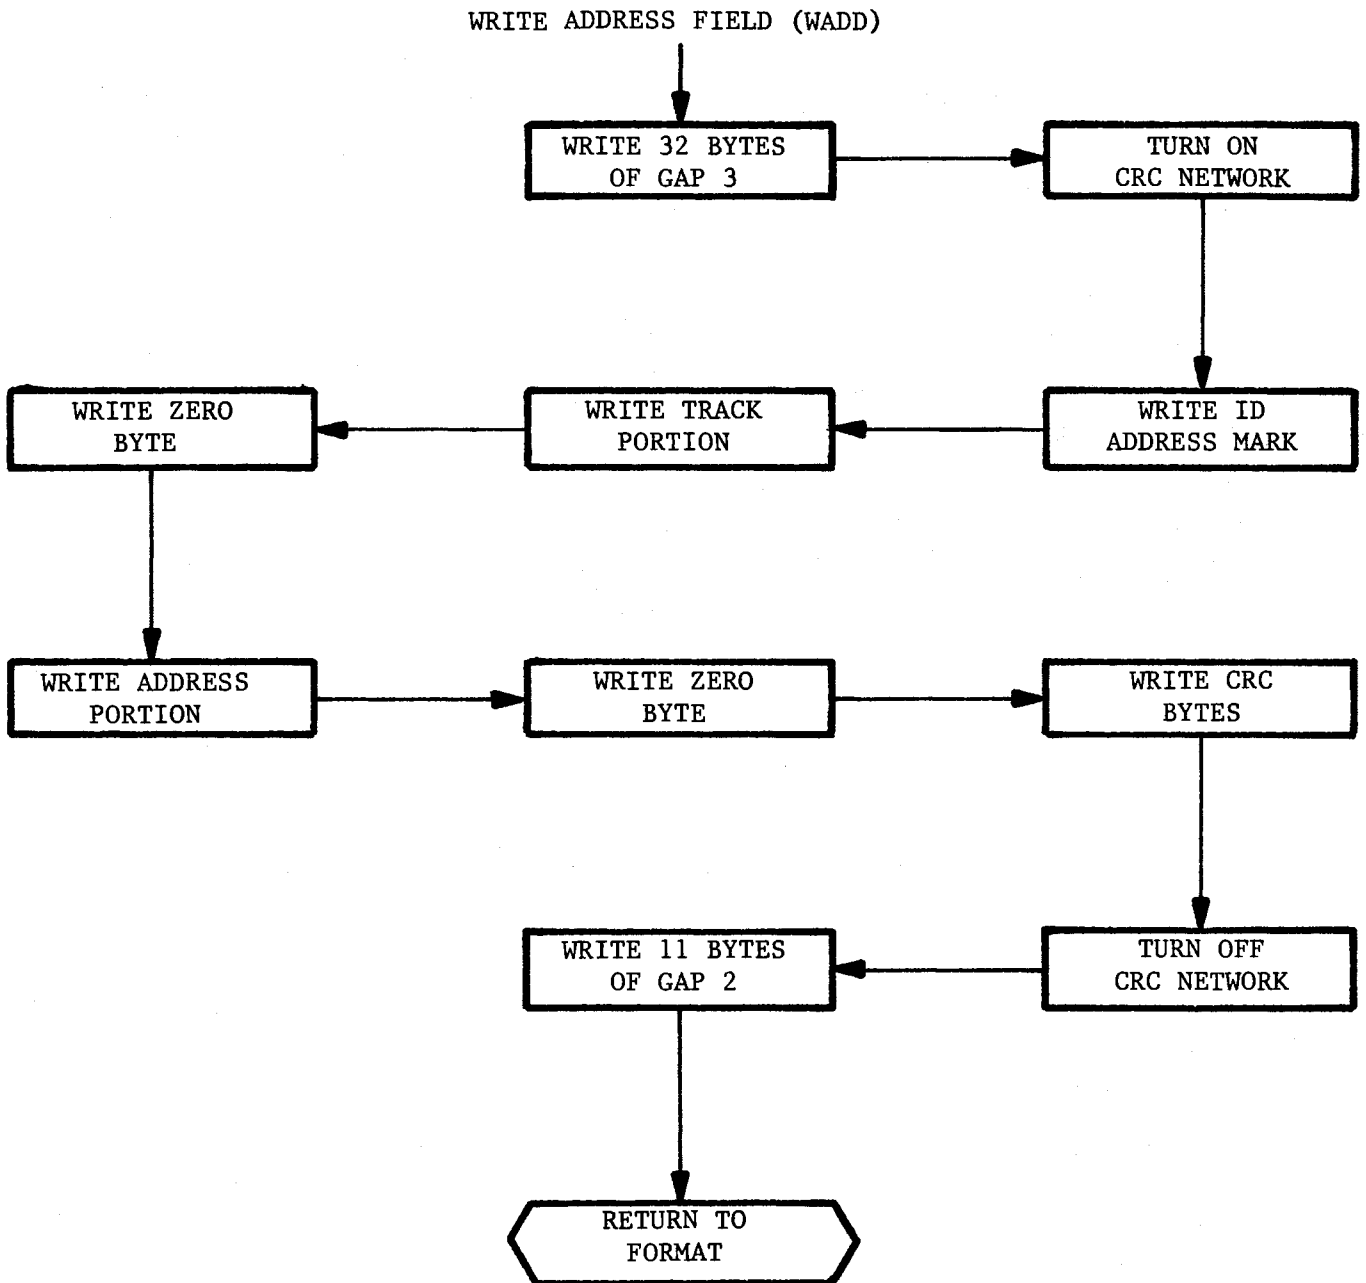 WRITE ADDRESS FIELD (WADD)
WRITE 32 BYTES
OF GAP 3
TURN ON
CRC NETWORK
WRITE ID
ADDRESS MARK
WRITE TRACK
PORTION
WRITE ZERO
BYTE
WRITE ADDRESS
PORTION
WRITE ZERO
BYTE
WRITE CRC
BYTES
TURN OFF
CRC NETWORK
WRITE 11 BYTES
OF GAP 2
RETURN TO
FORMAT